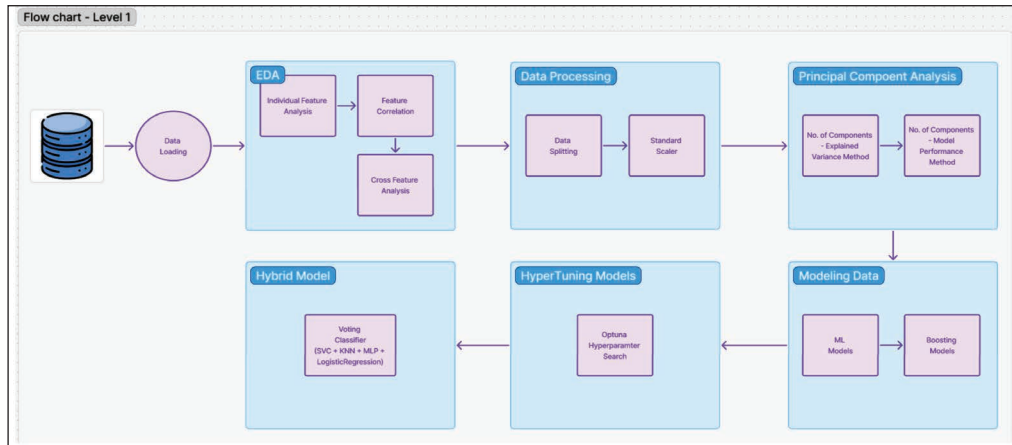 Flow chart - Level 1
EDA
Individual Feature
Analysis
Feature
Correlation
Cross Feature
Analysis
Data
Loading
Data Processing
Data
Splitting
Standard
Scaler
Principal Compoent Analysis
No. of Components
- Explained
Variance Method
No. of Components
- Model
Performance
Method
Modeling Data
ML
Models
Boosting
Models
HyperTuning Models
Optuna
Hyperparamter
Search
Hybrid Model
Voting
Classifier
(SVC + KNN + MLP +
LogisticRegression)